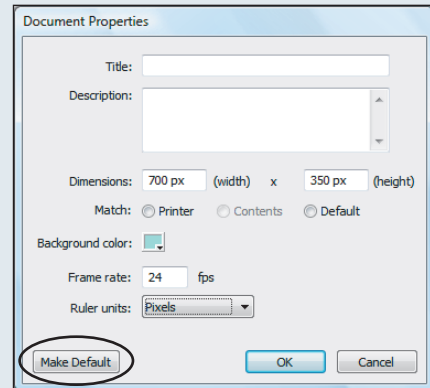 Document Properties
Title:
Description:
Dimensions: 700 px (width) x 350 px (height)
Match: Printer Contents Default
Background color:
Frame rate: 24 fps
Ruler units: Pixels
Make Default OK Cancel